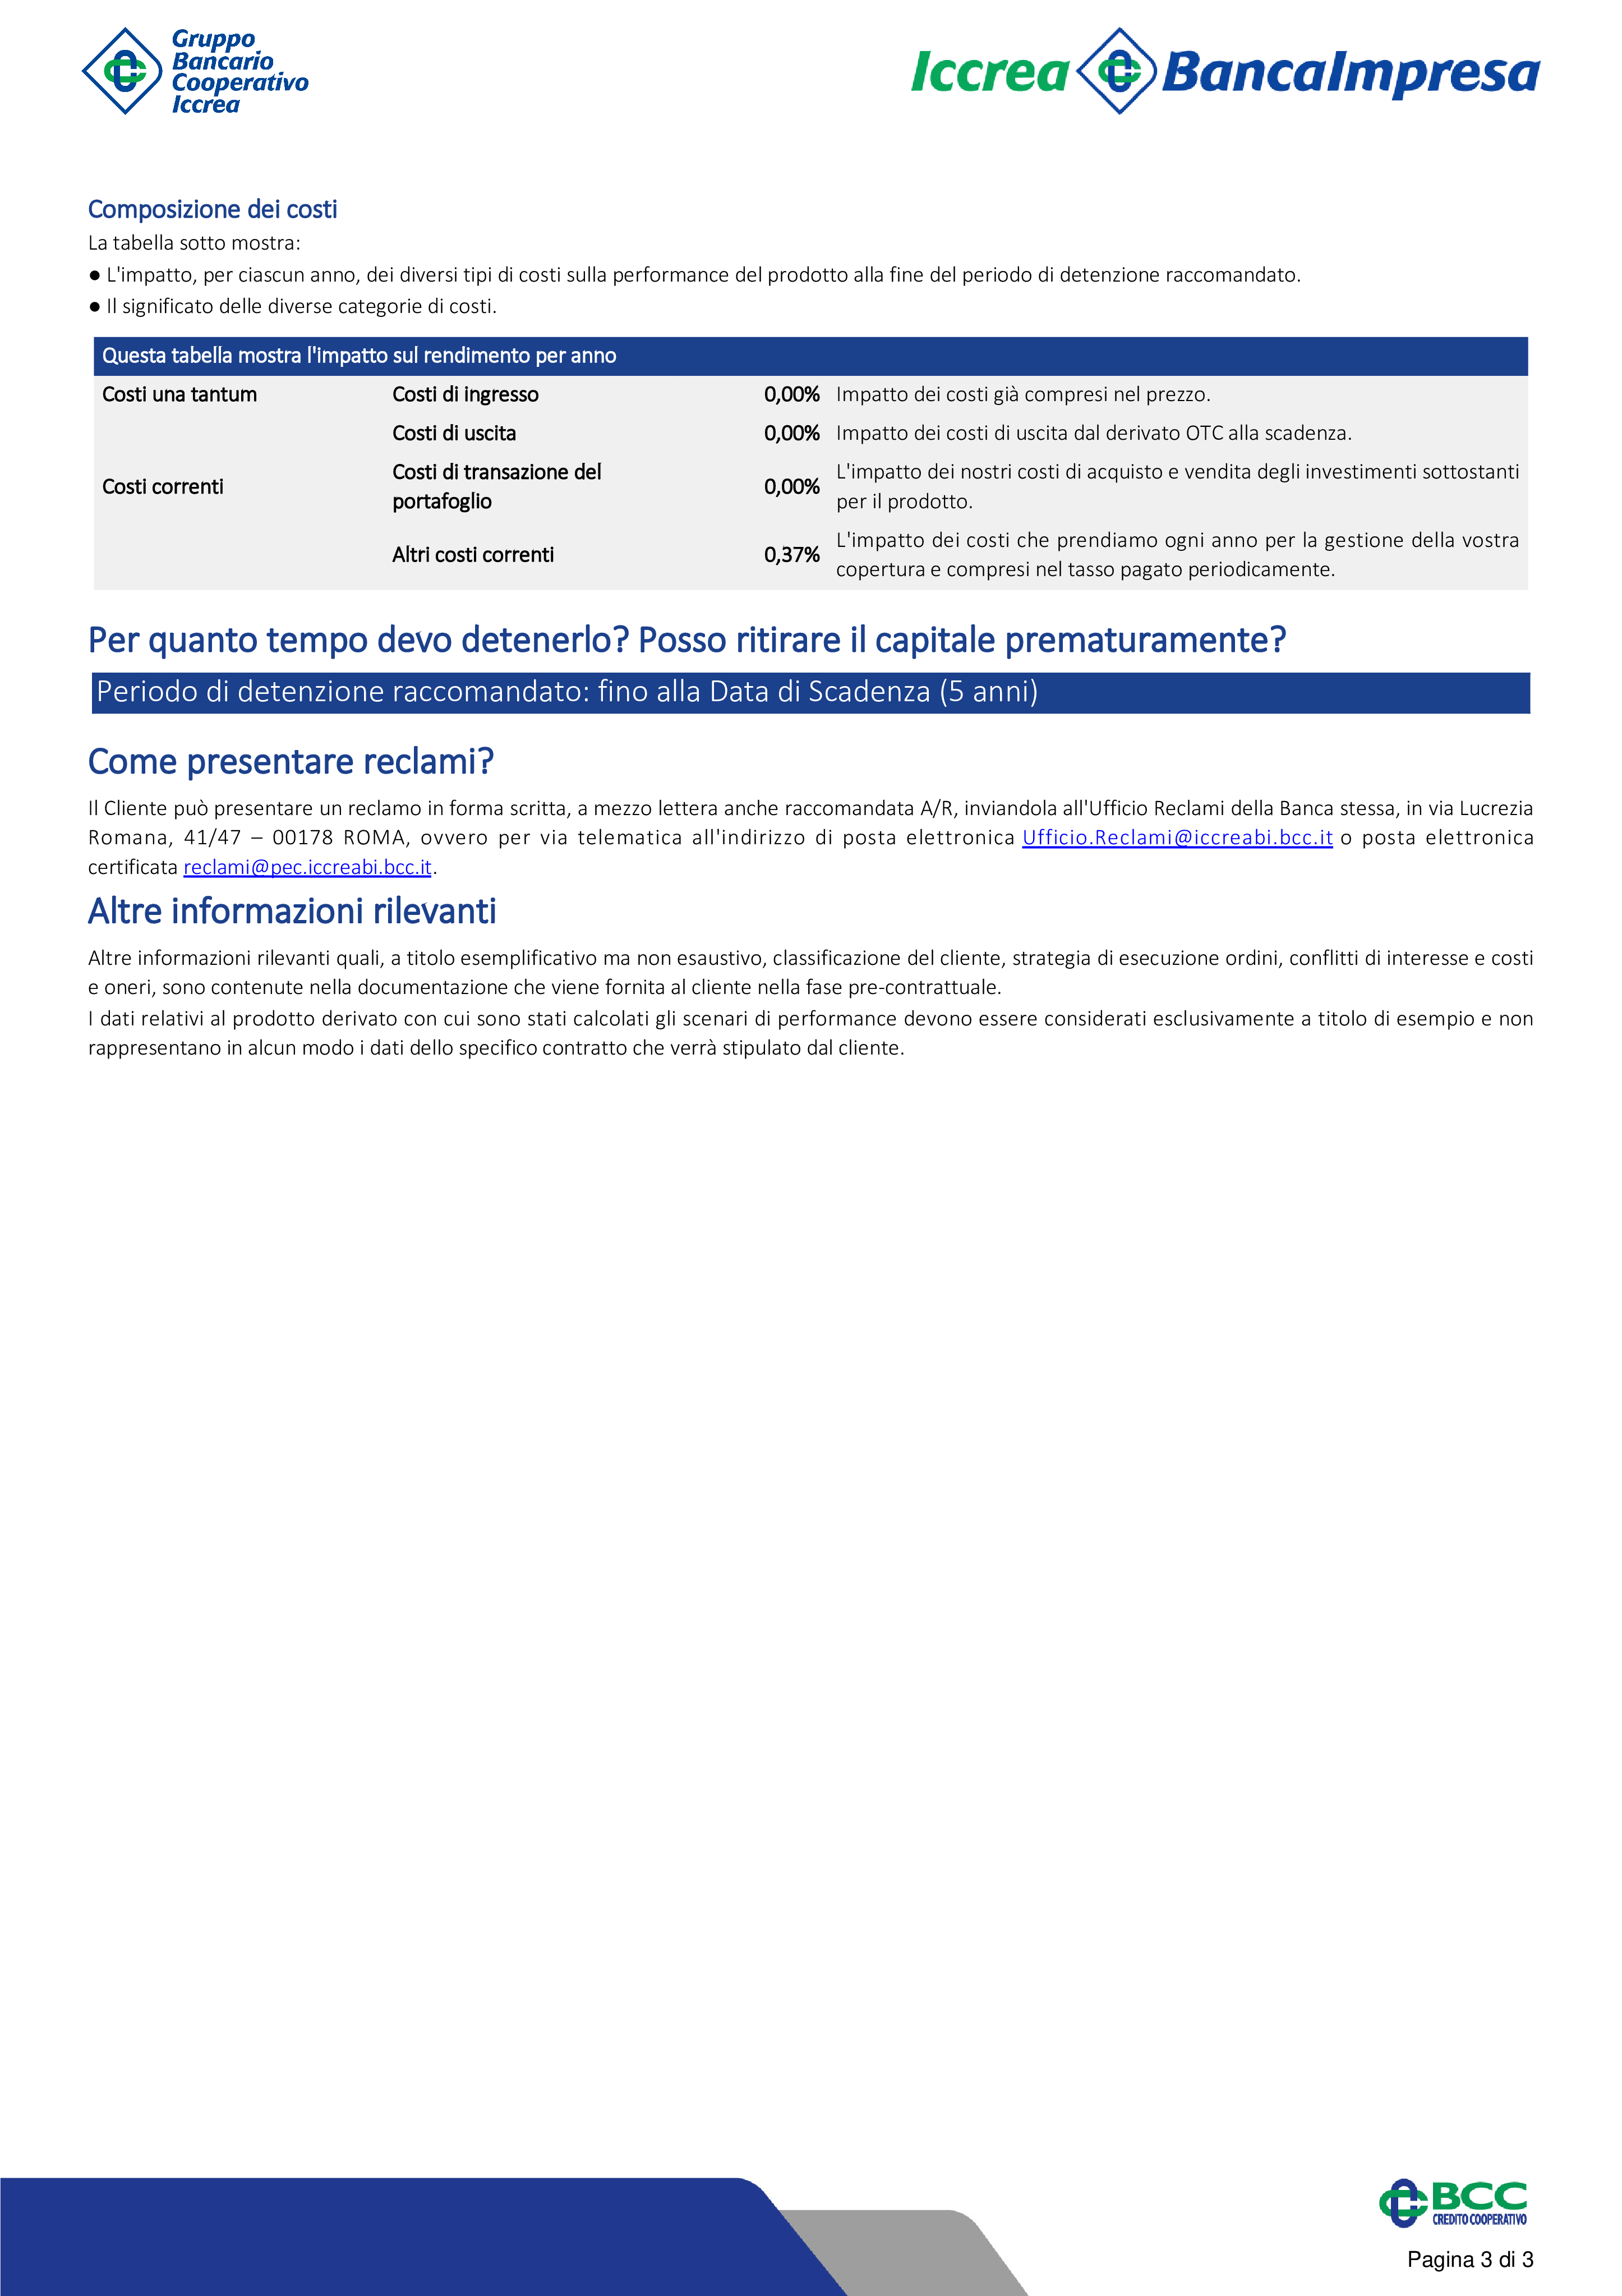 Gruppo
Bancario
Cooperativo
Iccrea
Iccrea BancaImpresa
Composizione dei costi
La tabella sotto mostra:
● L'impatto, per ciascun anno, dei diversi tipi di costi sulla performance del prodotto alla fine del periodo di detenzione raccomandato.
● Il significato delle diverse categorie di costi.
Questa tabella mostra l'impatto sul rendimento per anno
Costi una tantum Costi di ingresso 0,00% Impatto dei costi già compresi nel prezzo.
Costi di uscita 0,00% Impatto dei costi di uscita dal derivato OTC alla scadenza.
Costi correnti Costi di transazione del portafoglio 0,00% L'impatto dei nostri costi di acquisto e vendita degli investimenti sottostanti
per il prodotto.
Altri costi correnti 0,37% L'impatto dei costi che prendiamo ogni anno per la gestione della vostra
copertura e compresi nel tasso pagato periodicamente.
Per quanto tempo devo detenerlo? Posso ritirare il capitale prematuramente?
Periodo di detenzione raccomandato: fino alla Data di Scadenza (5 anni)
Come presentare reclami?
Il Cliente può presentare un reclamo in forma scritta, a mezzo lettera anche raccomandata A/R, inviandola all'Ufficio Reclami della Banca stessa, in via Lucrezia
Romana, 41/47 – 00178 ROMA, ovvero per via telematica all'indirizzo di posta elettronica Ufficio.Reclami@iccreabi.bcc.it o posta elettronica
certificata reclami@pec.iccreabi.bcc.it.
Altre informazioni rilevanti
Altre informazioni rilevanti quali, a titolo esemplificativo ma non esaustivo, classificazione del cliente, strategia di esecuzione ordini, conflitti di interesse e costi
e oneri, sono contenute nella documentazione che viene fornita al cliente nella fase pre-contrattuale.
I dati relativi al prodotto derivato con cui sono stati calcolati gli scenari di performance devono essere considerati esclusivamente a titolo di esempio e non
rappresentano in alcun modo i dati dello specifico contratto che verrà stipulato dal cliente.
BCC
CREDITO COOPERATIVO
Pagina 3 di 3